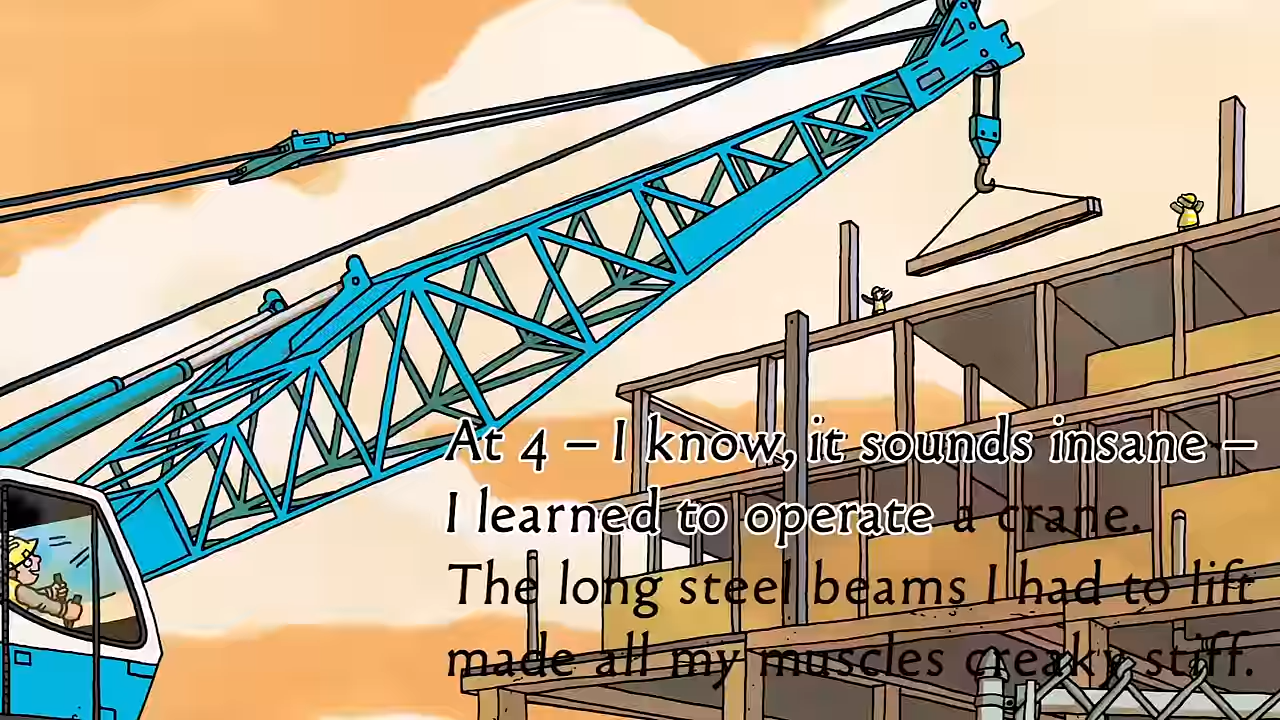 At 4 – I know, it sounds insane –
I learned to operate a crane.
The long steel beams I had to lift
made all my muscles creaky stiff.